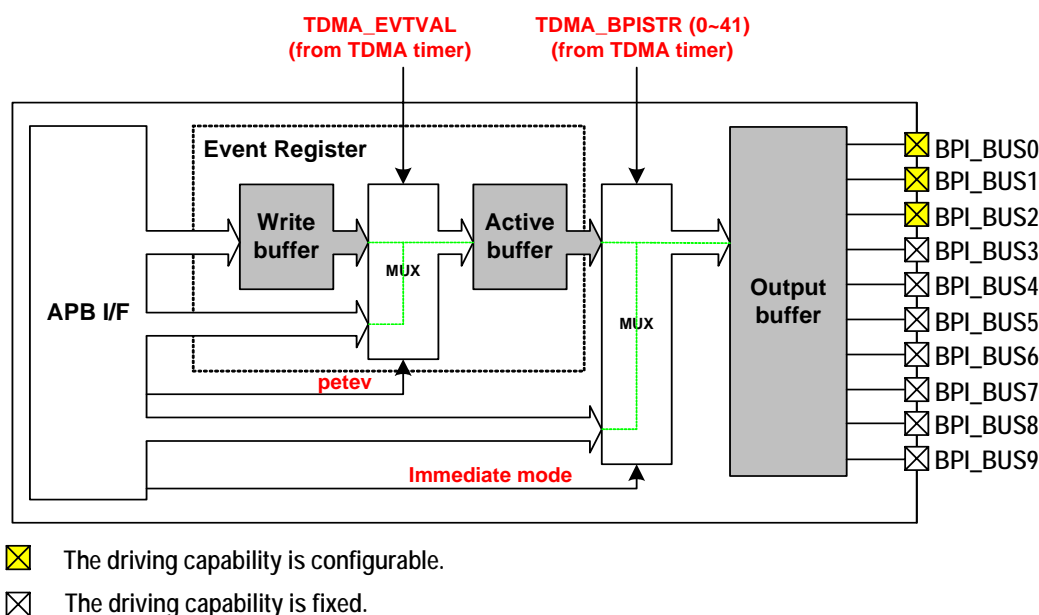 TDMA_EVTVAL
(from TDMA timer)
TDMA_BPISTR (0~41)
(from TDMA timer)
Event Register
Write
buffer
MUX
Active
buffer
APB I/F
MUX
Output
buffer
petev
Immediate mode
BPI_BUS0
BPI_BUS1
BPI_BUS2
BPI_BUS3
BPI_BUS4
BPI_BUS5
BPI_BUS6
BPI_BUS7
BPI_BUS8
BPI_BUS9
The driving capability is configurable.
The driving capability is fixed.